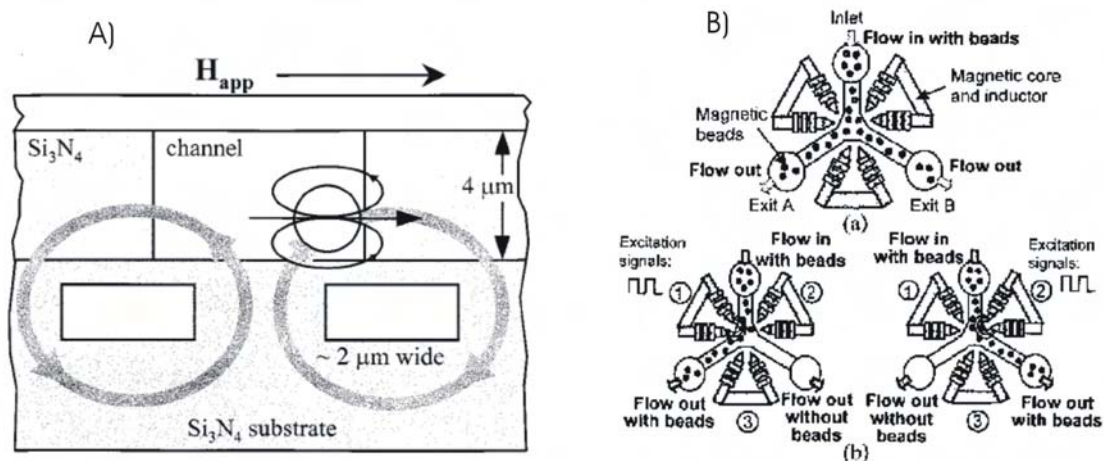 A)
H_app
Si₃N₄
channel
4 μm
~ 2 μm wide
Si₃N₄ substrate
B)
Inlet
Flow in with beads
Magnetic core
and inductor
Magnetic
beads
Flow out
Flow out
Exit A
Exit B
(a)
Excitation
signals:
Flow in
with beads
1
2
Flow out
with beads
3
Flow out
without
beads
Flow in
with beads
Excitation
signals:
1
2
Flow out
without
beads
3
Flow out
with beads
(b)